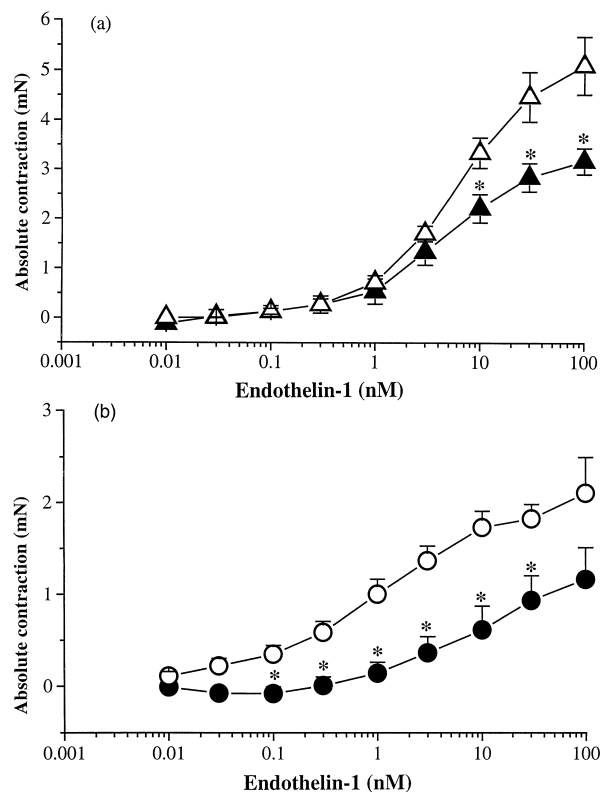 (a)
Absolute contraction (mN)
6
5
4
3
2
1
0
* * *
0.001 0.01 0.1 1 10 100
Endothelin-1 (nM)
(b)
Absolute contraction (mN)
3
2
1
0
* * * * * *
0.001 0.01 0.1 1 10 100
Endothelin-1 (nM)